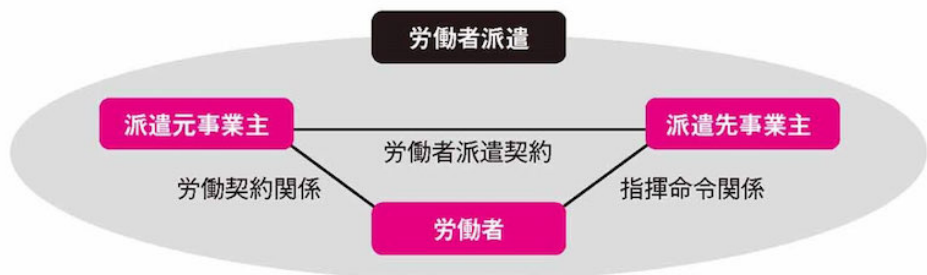 労働者派遣
派遣元事業主
派遣先事業主
労働者派遣契約
労働契約関係
指揮命令関係
労働者